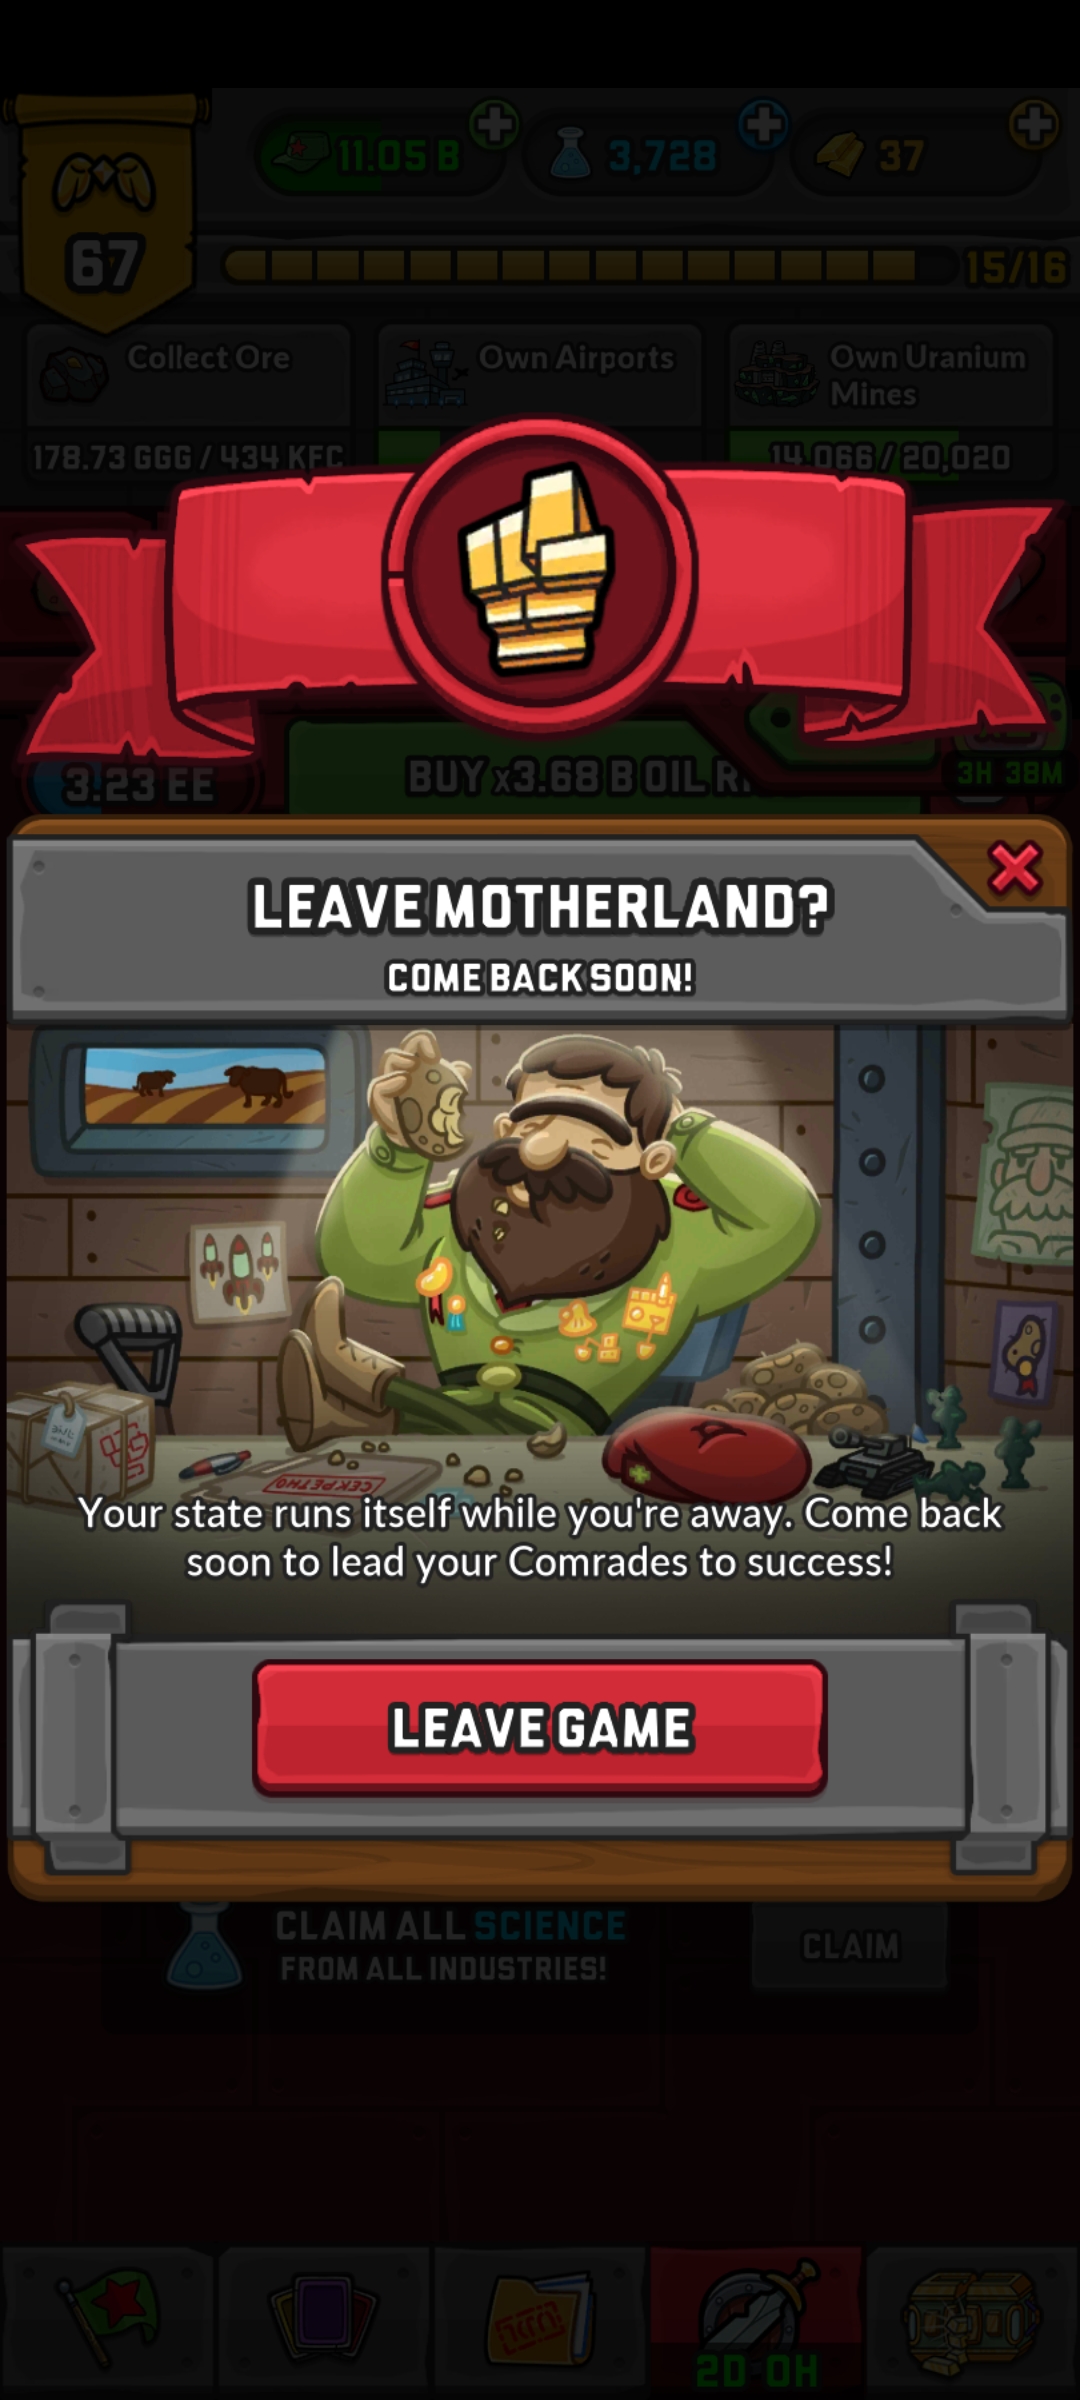 11.05 B
3,728
37
67
15/16
Collect Ore
Own Airports
Own Uranium
Mines
178.73 GGG / 434 KFC
14,066 / 20,020
3.23 EE
BUY x3.68 B OIL
3H 38M
LEAVE MOTHERLAND?
COME BACK SOON!
Your state runs itself while you're away. Come back
soon to lead your Comrades to success!
LEAVE GAME
CLAIM ALL SCIENCE
FROM ALL INDUSTRIES!
CLAIM
2D 0H